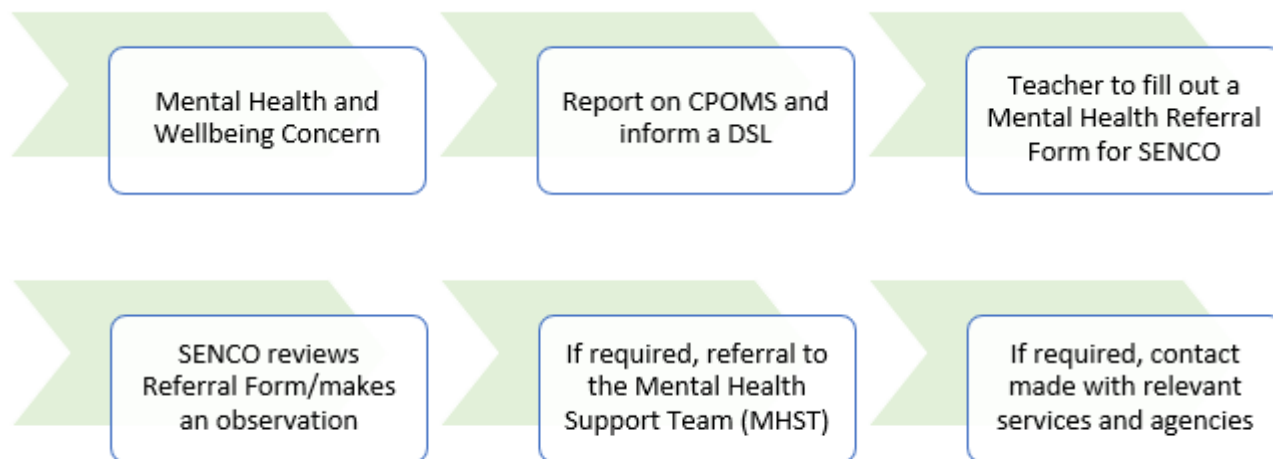 Mental Health and
Wellbeing Concern
Report on CPOMS and
inform a DSL
Teacher to fill out a
Mental Health Referral
Form for SENCO
SENCO reviews
Referral Form/makes
an observation
If required, referral to
the Mental Health
Support Team (MHST)
If required, contact
made with relevant
services and agencies